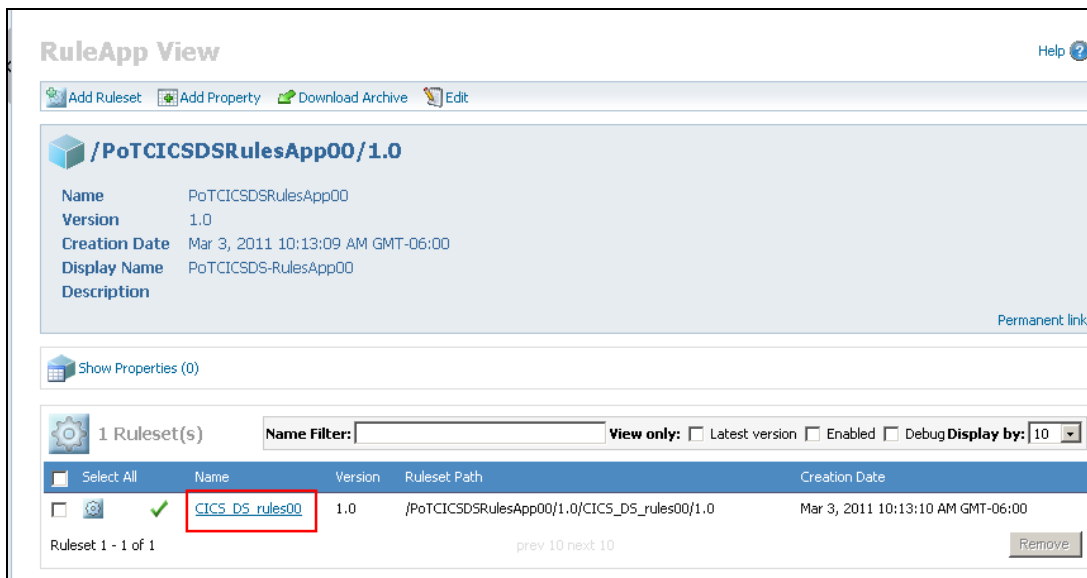 RuleApp View
Help
Add Ruleset Add Property Download Archive Edit
/PoTCICSDSRulesApp00/1.0
Name PoTCICSDSRulesApp00
Version 1.0
Creation Date Mar 3, 2011 10:13:09 AM GMT-06:00
Display Name PoTCICSDS-RulesApp00
Description
Permanent link
Show Properties (0)
1 Ruleset(s) Name Filter: View only: Latest version Enabled Debug Display by: 10
Select All Name Version Ruleset Path Creation Date
CICS_DS_rules00 1.0 /PoTCICSDSRulesApp00/1.0/CICS_DS_rules00/1.0 Mar 3, 2011 10:13:10 AM GMT-06:00
Ruleset 1 - 1 of 1 prev 10 next 10 Remove